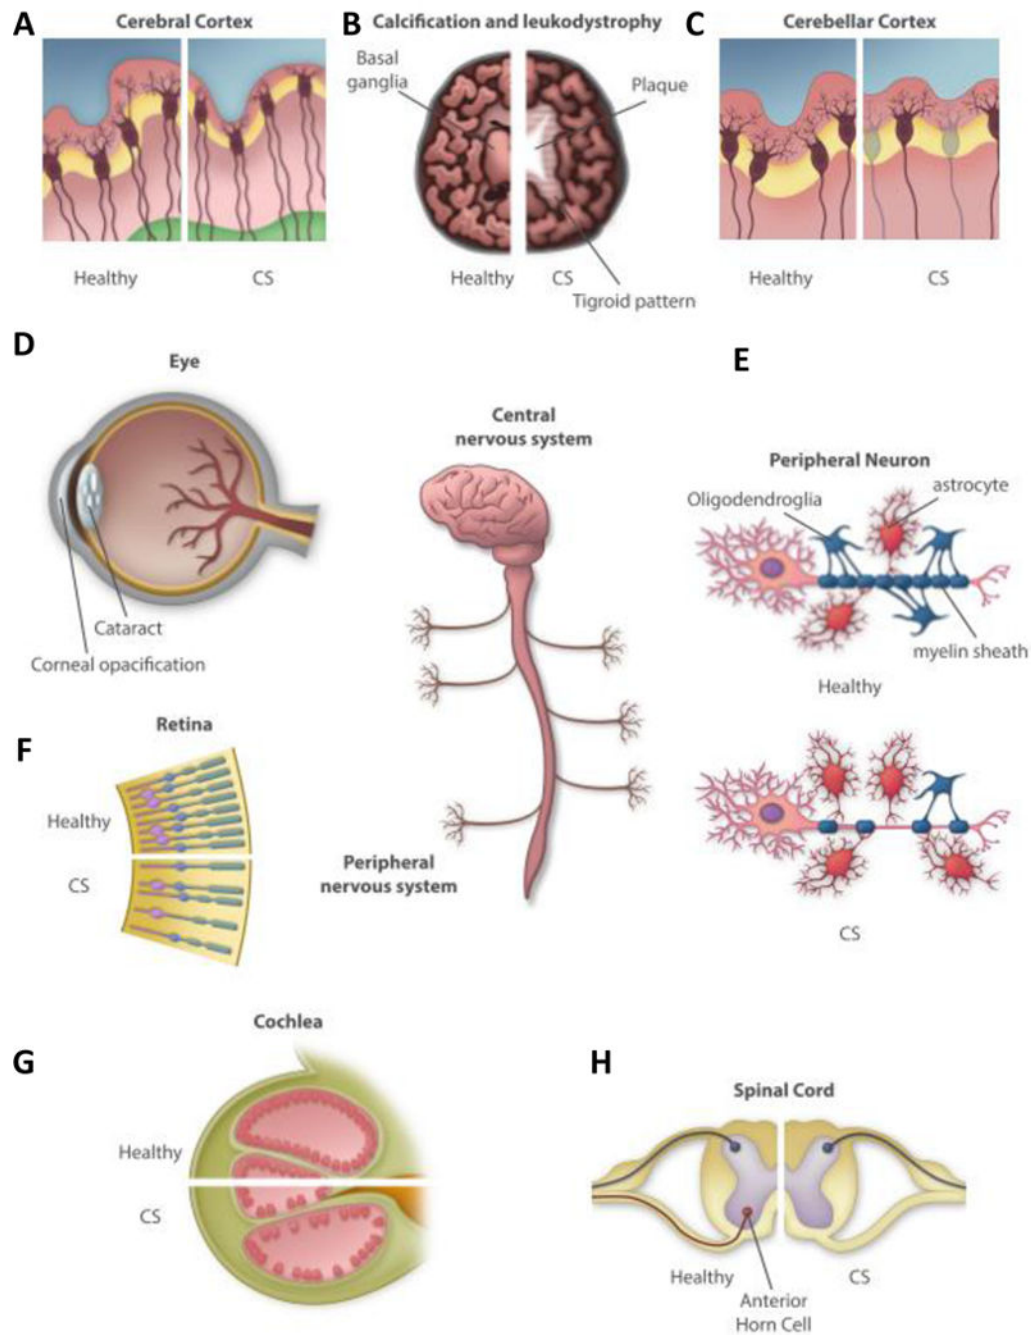 A
Cerebral Cortex
Healthy
CS
B
Calcification and leukodystrophy
Basal
ganglia
Plaque
Healthy
CS
Tigroid pattern
C
Cerebellar Cortex
Healthy
CS
D
Eye
Cataract
Corneal opacification
Central
nervous system
Peripheral
nervous system
E
Peripheral Neuron
Oligodendroglia
astrocyte
myelin sheath
Healthy
CS
F
Retina
Healthy
CS
G
Cochlea
Healthy
CS
H
Spinal Cord
Healthy
CS
Anterior
Horn Cell